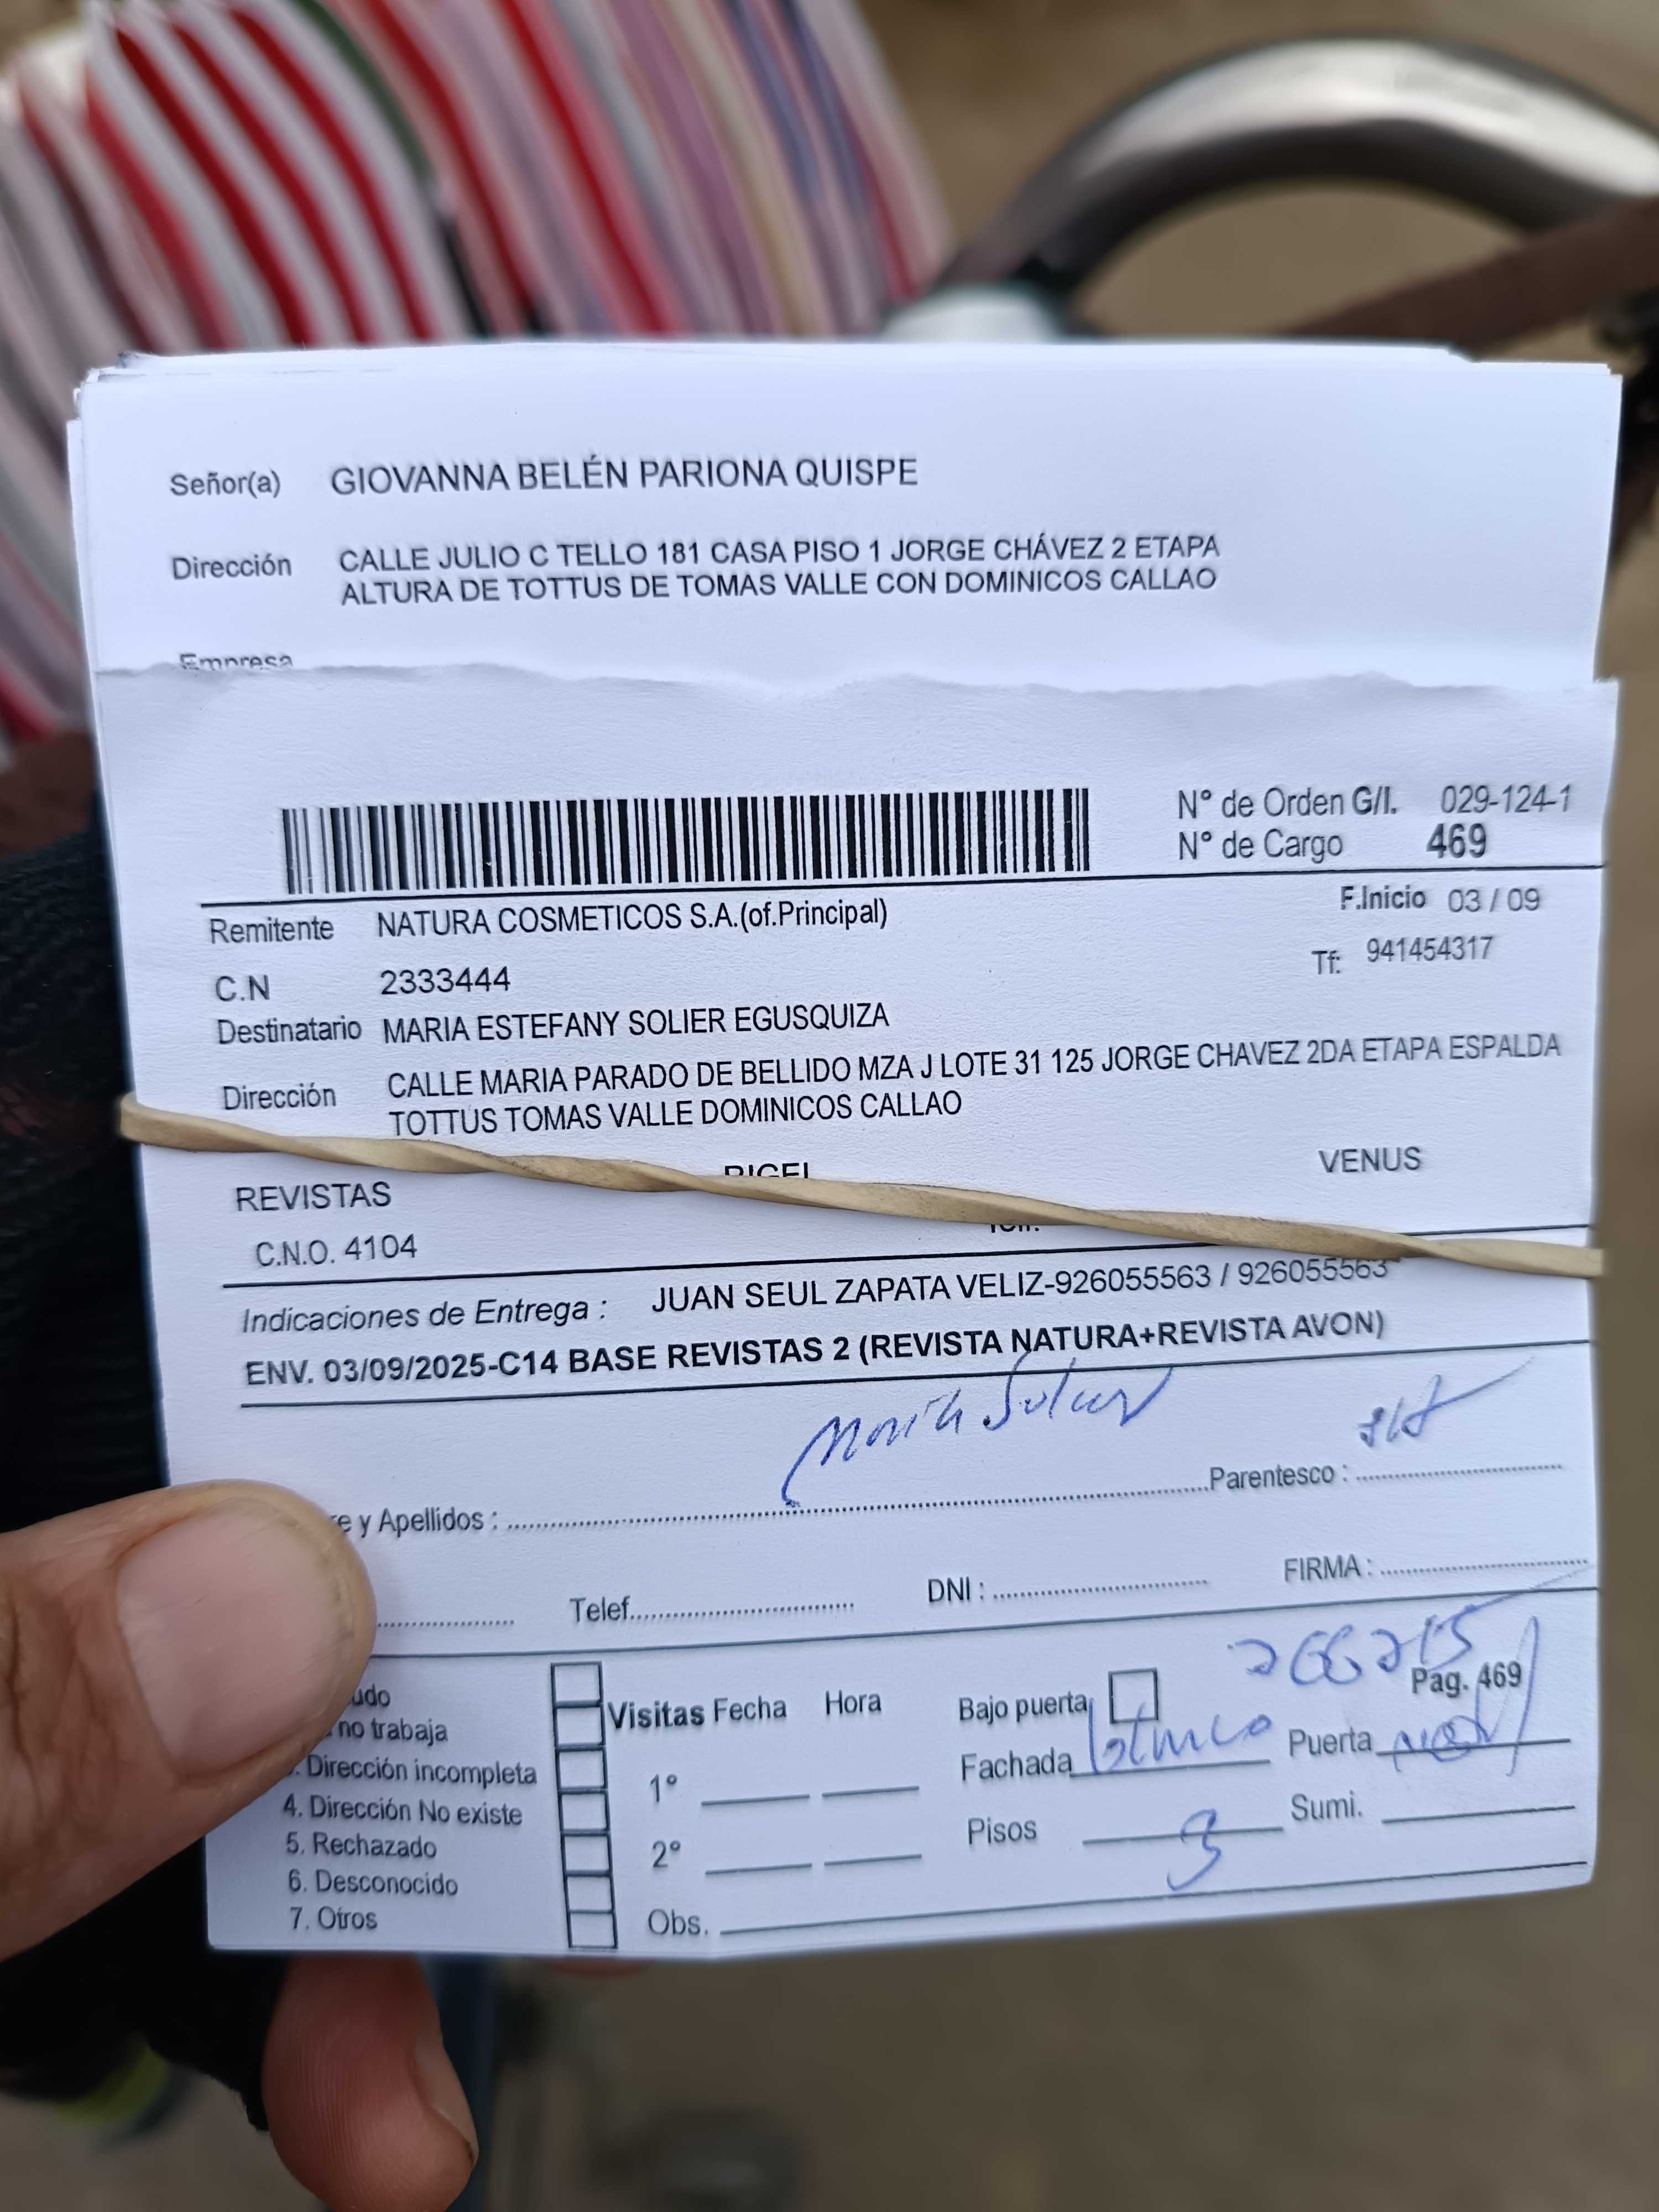 Señor(a) GIOVANNA BELÉN PARIONA QUISPE
Dirección CALLE JULIO C TELLO 181 CASA PISO 1 JORGE CHÁVEZ 2 ETAPA
ALTURA DE TOTTUS DE TOMAS VALLE CON DOMINICOS CALLAO
Empresa
N° de Orden G/I. 029-124-1
N° de Cargo 469
F.Inicio 03 / 09
Remitente NATURA COSMETICOS S.A.(of.Principal)
Tf: 941454317
C.N 2333444
Destinatario MARIA ESTEFANY SOLIER EGUSQUIZA
Dirección CALLE MARIA PARADO DE BELLIDO MZA J LOTE 31 125 JORGE CHAVEZ 2DA ETAPA ESPALDA
TOTTUS TOMAS VALLE DOMINICOS CALLAO
RIGEL VENUS
REVISTAS
C.N.O. 4104
Indicaciones de Entrega : JUAN SEUL ZAPATA VELIZ-926055563 / 926055563
ENV. 03/09/2025-C14 BASE REVISTAS 2 (REVISTA NATURA+REVISTA AVON)
Maria Solier
e y Apellidos : Parentesco :
Telef. DNI : FIRMA :
udo
no trabaja
Dirección incompleta
4. Dirección No existe
5. Rechazado
6. Desconocido
7. Otros
Visitas Fecha Hora
1°
2°
Obs.
Bajo puerta Pag. 469
Fachada Puerta
Pisos 3 Sumi.